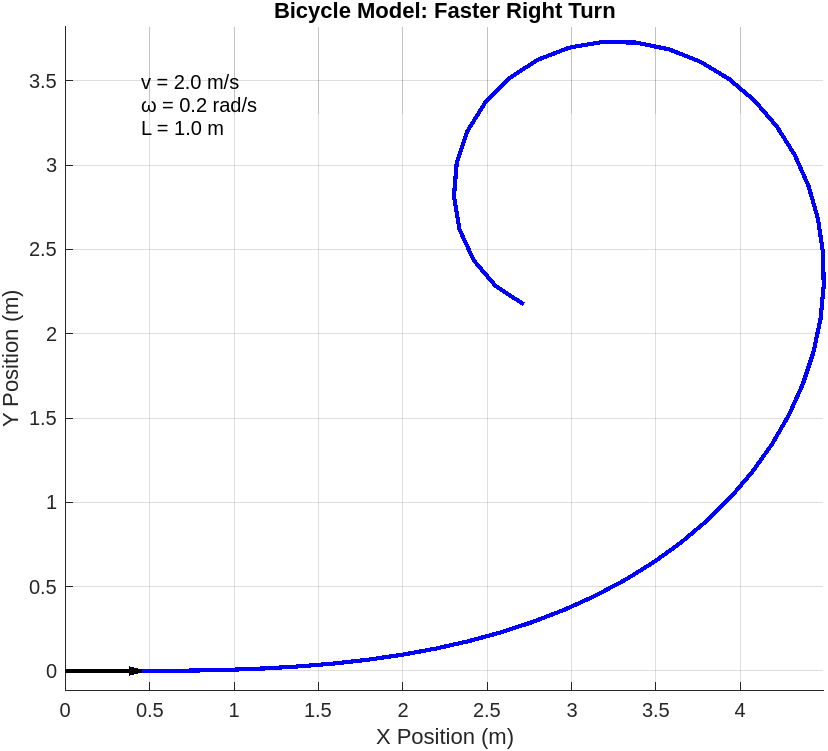 Bicycle Model: Faster Right Turn
v = 2.0 m/s
ω = 0.2 rad/s
L = 1.0 m
Y Position (m)
3.5
3
2.5
2
1.5
1
0.5
0
0 0.5 1 1.5 2 2.5 3 3.5 4
X Position (m)